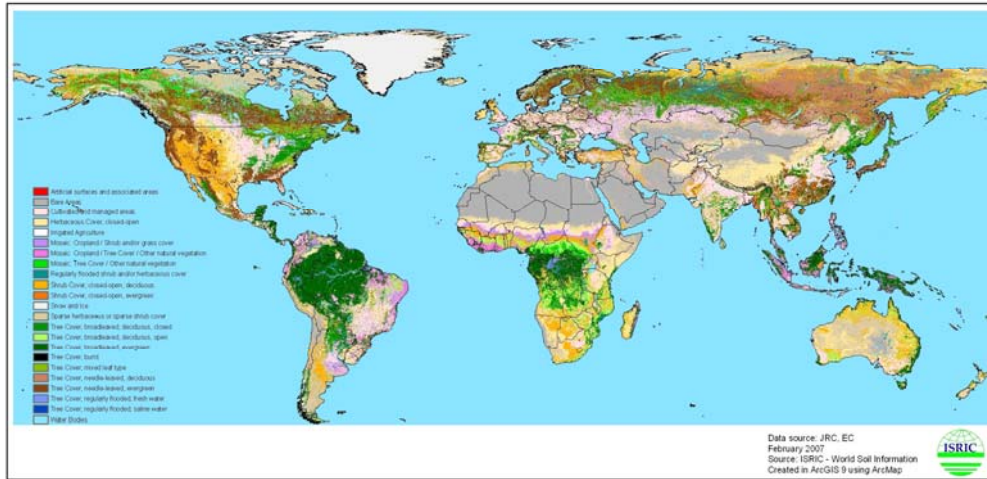 Artificial surfaces and associated areas
Bare Areas
Cultivated and managed areas
Herbaceous Cover, closed-open
Irrigated Agriculture
Mosaic, Cropland / Shrub and/or grass cover
Mosaic, Cropland / Tree Cover / Other natural vegetation
Mosaic, Tree Cover / Other natural vegetation
Regularly flooded shrub and/or herbaceous cover
Shrub Cover, closed-open, deciduous
Shrub Cover, closed-open, evergreen
Snow and Ice
Sparse herbaceous or sparse shrub cover
Tree Cover, broadleaved, deciduous, closed
Tree Cover, broadleaved, deciduous, open
Tree Cover, broadleaved, evergreen
Tree Cover, burnt
Tree Cover, mixed leaf type
Tree Cover, needle-leaved, deciduous
Tree Cover, needle-leaved, evergreen
Tree Cover, regularly flooded, fresh water
Tree Cover, regularly flooded, saline water
Water Bodies
Data source: JRC, EC
February 2007
Source: ISRIC - World Soil Information
Created in ArcGIS 9 using ArcMap
ISRIC